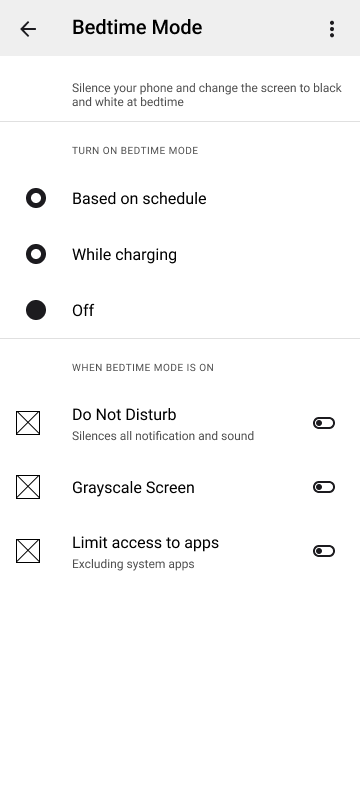 Bedtime Mode
Silence your phone and change the screen to black
and white at bedtime
TURN ON BEDTIME MODE
Based on schedule
While charging
Off
WHEN BEDTIME MODE IS ON
Do Not Disturb
Silences all notification and sound
Grayscale Screen
Limit access to apps
Excluding system apps